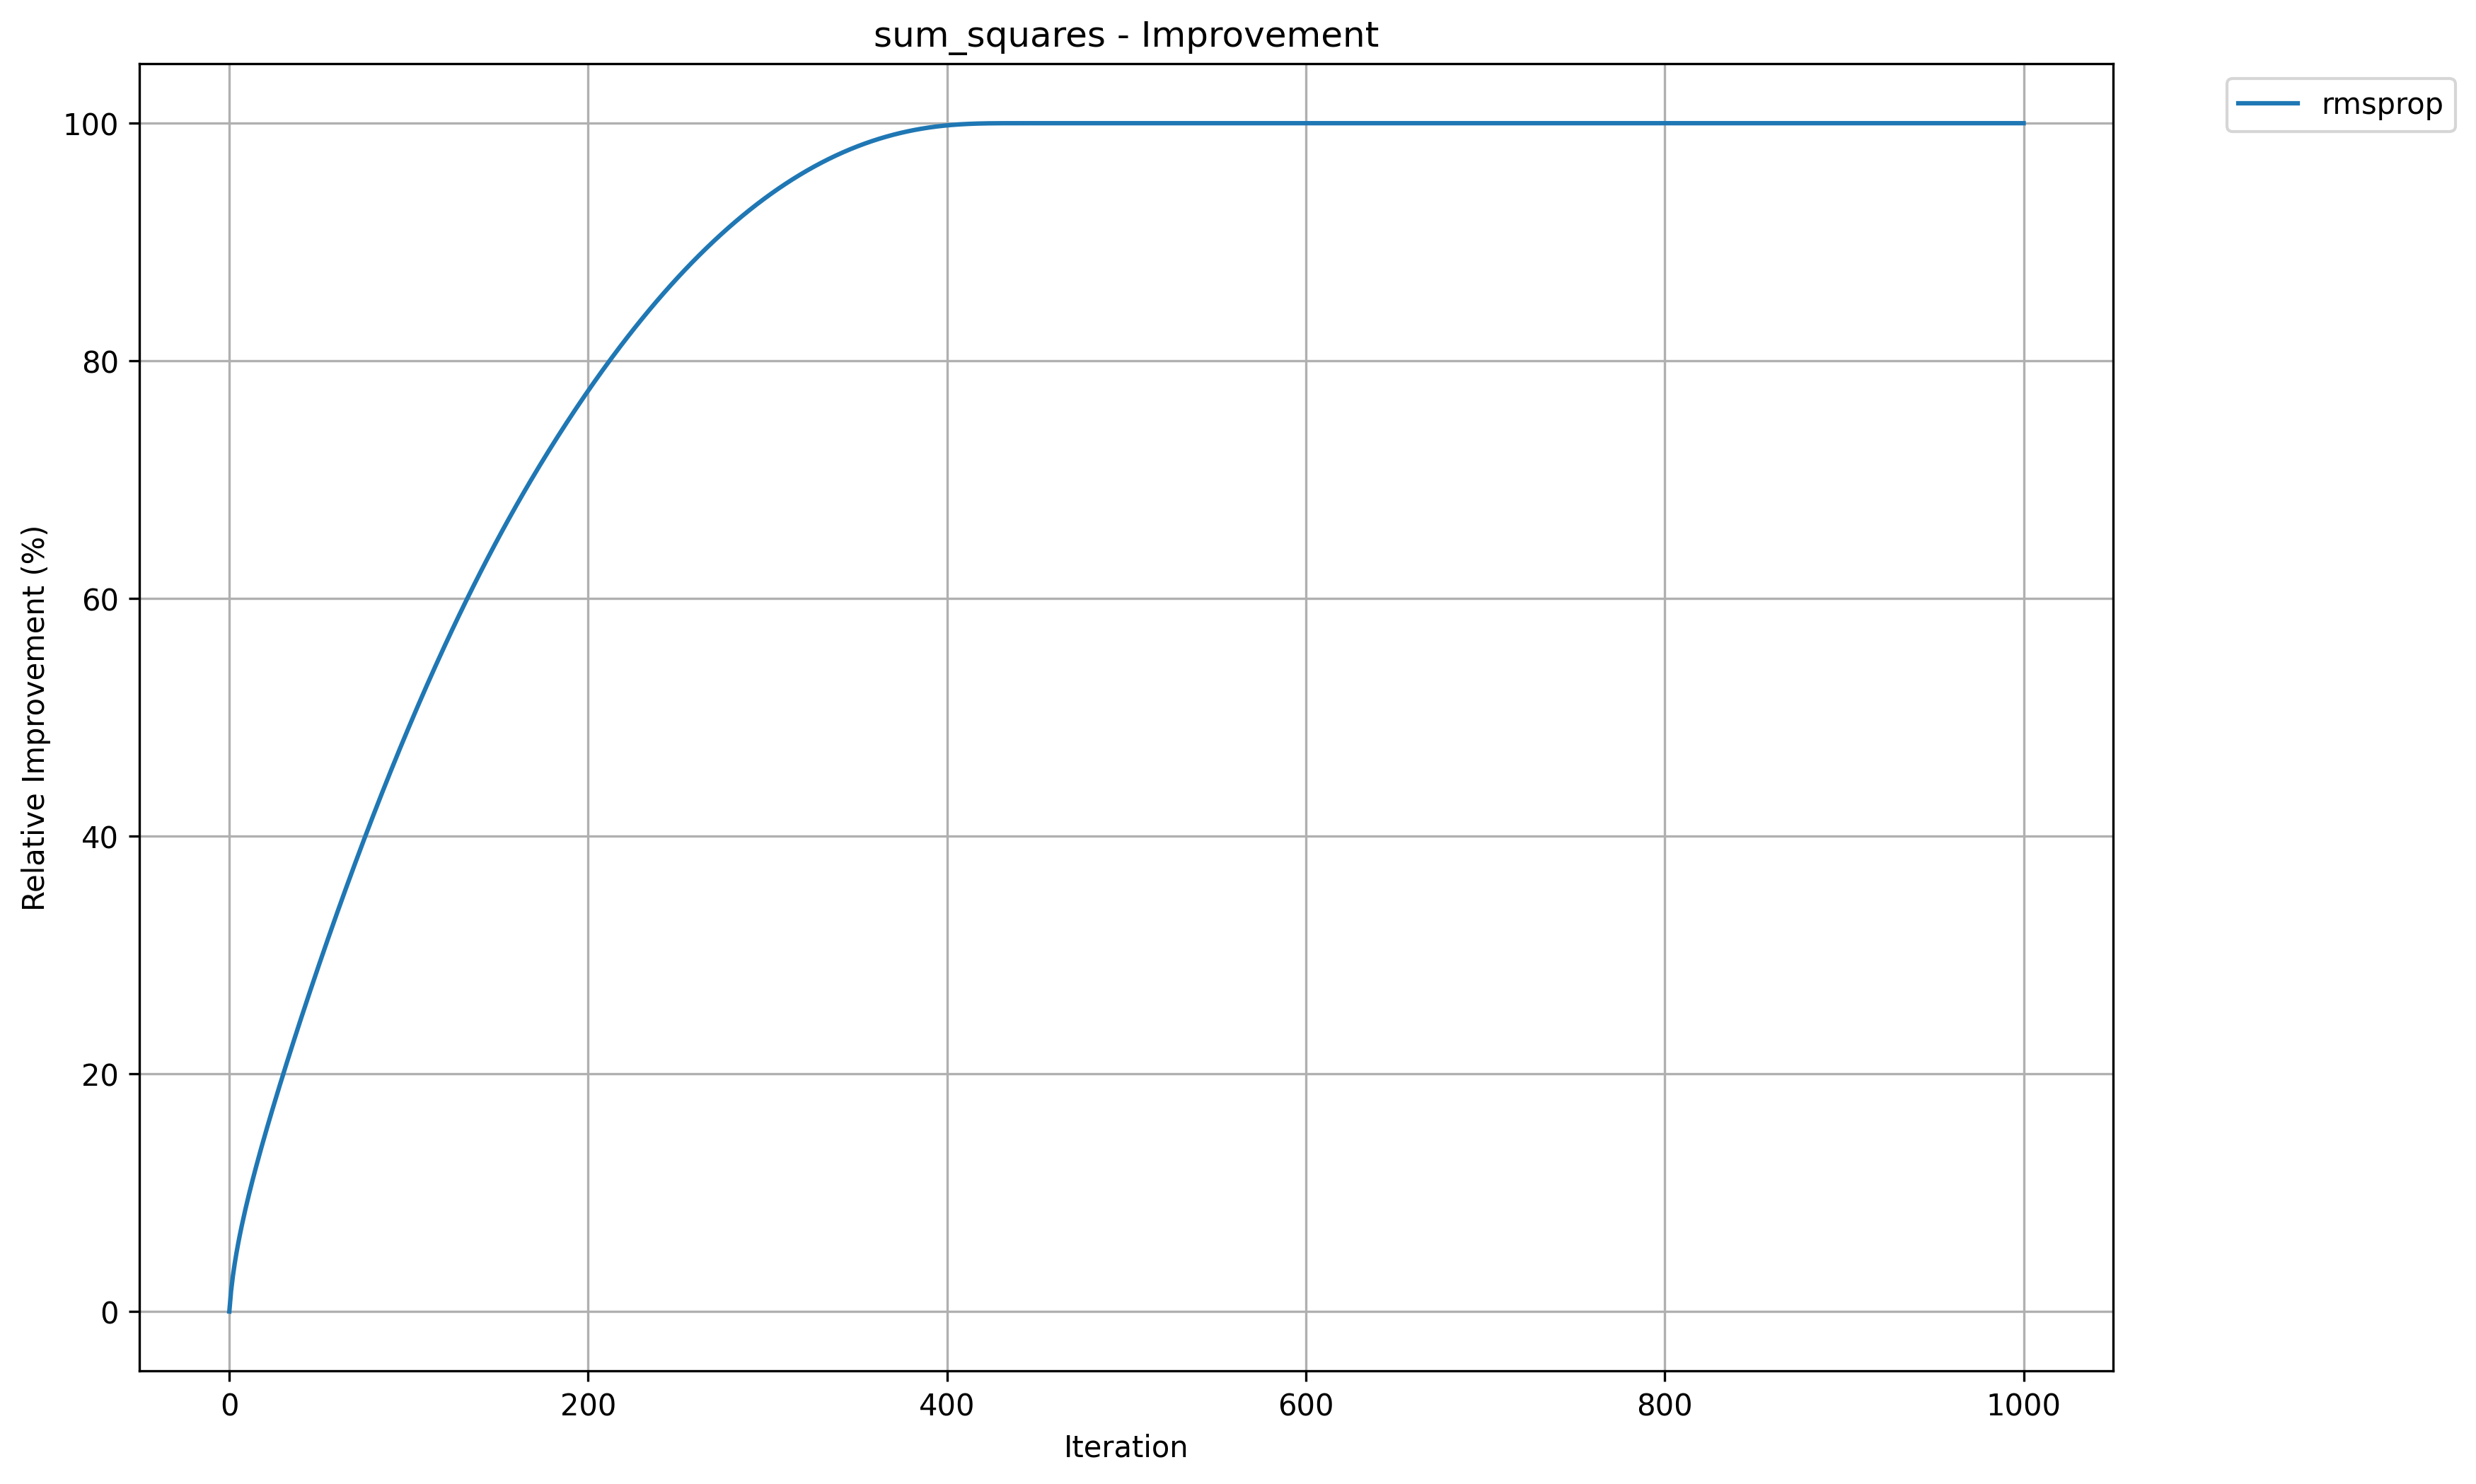 sum_squares - Improvement
rmsprop
Relative Improvement (%)
100
80
60
40
20
0
0 200 400 600 800 1000
Iteration